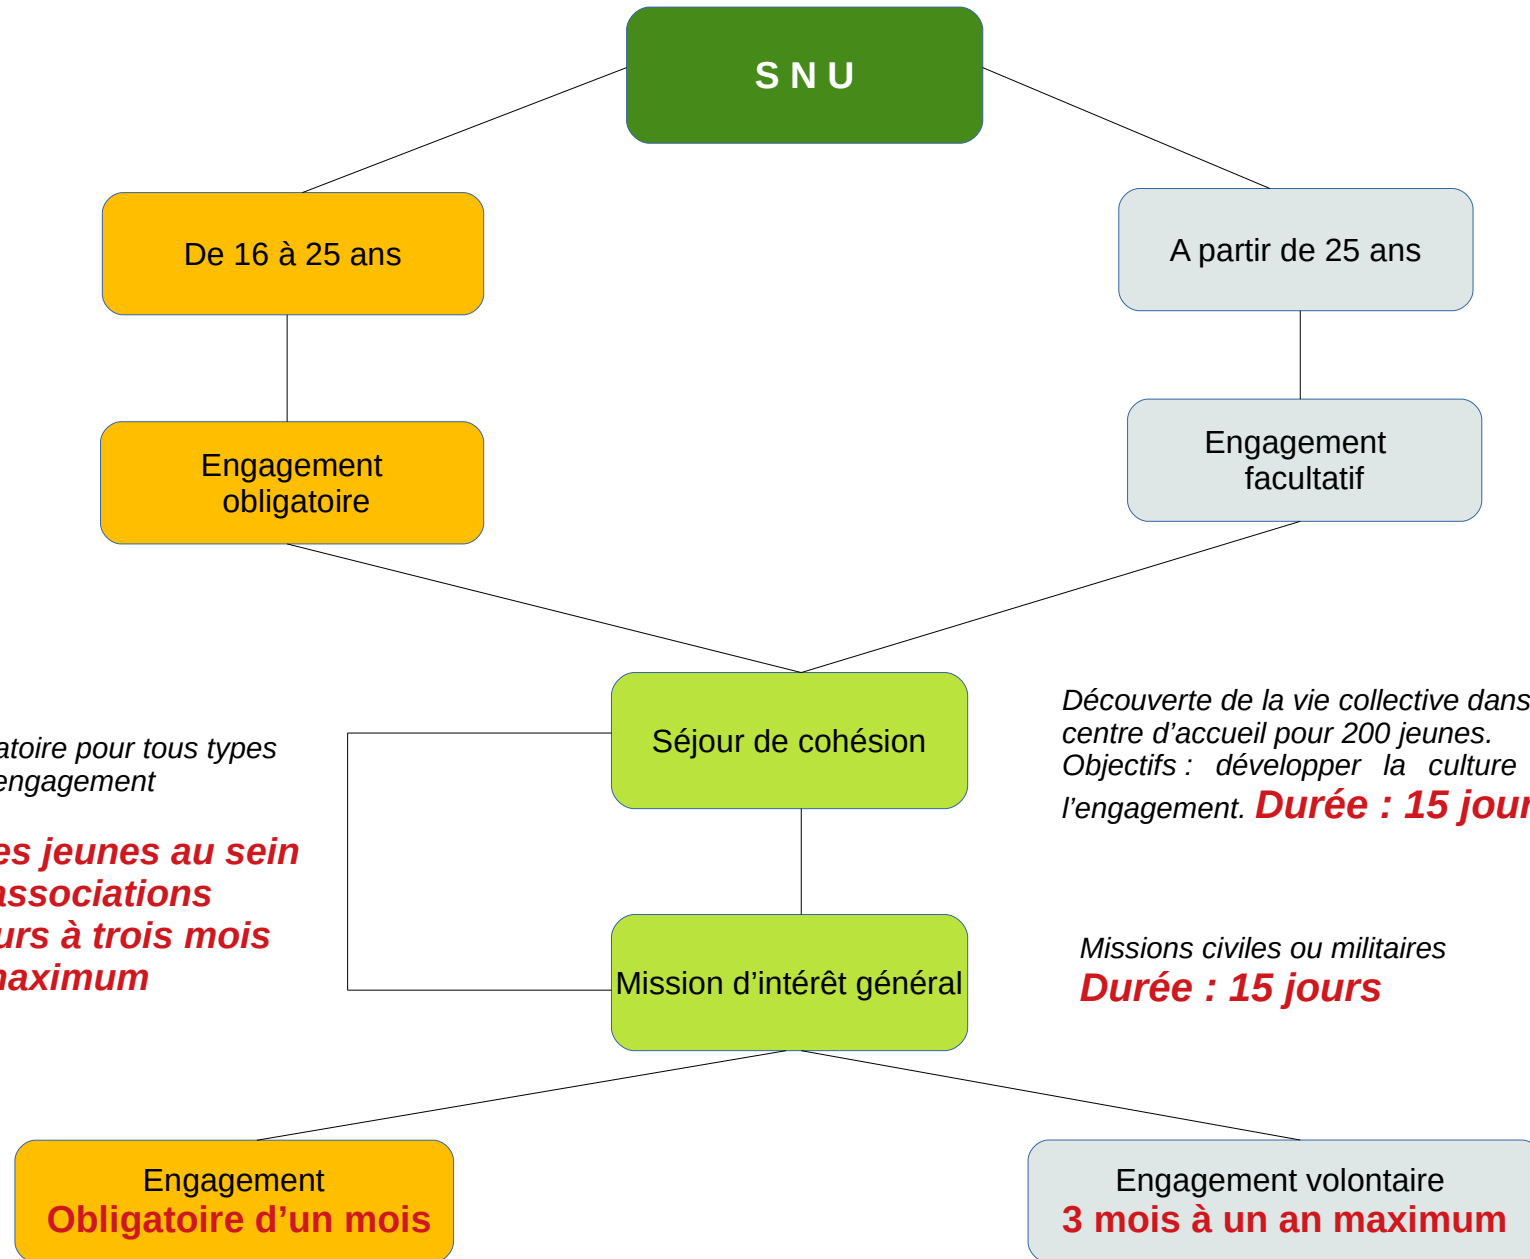 S N U
De 16 à 25 ans
A partir de 25 ans
Engagement
obligatoire
Engagement
facultatif
Séjour de cohésion
Découverte de la vie collective dans
centre d’accueil pour 200 jeunes.
Objectifs : développer la culture
l’engagement. Durée : 15 jour
atoire pour tous types
engagement
es jeunes au sein
associations
urs à trois mois
maximum
Mission d’intérêt général
Missions civiles ou militaires
Durée : 15 jours
Engagement
Obligatoire d’un mois
Engagement volontaire
3 mois à un an maximum